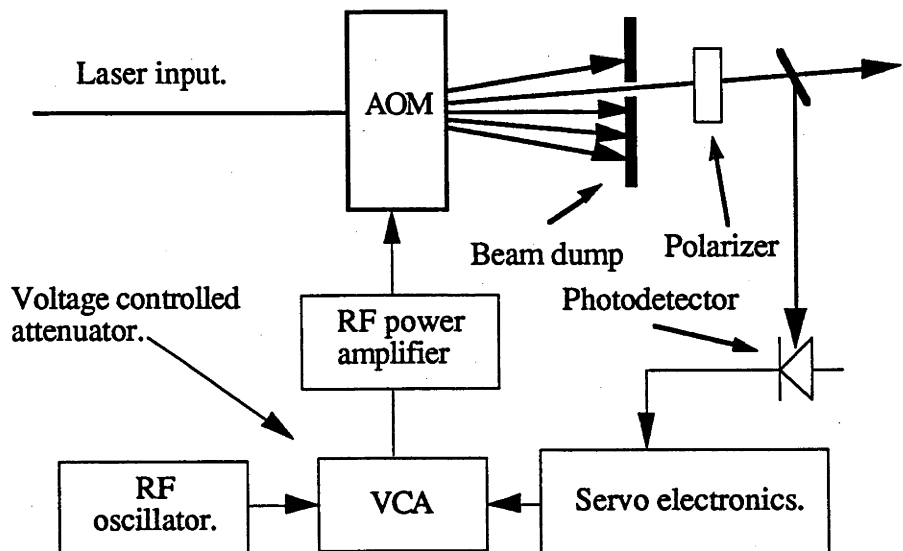 Laser input.
AOM
Beam dump
Polarizer
Photodetector
Voltage controlled
attenuator.
RF power
amplifier
RF
oscillator.
VCA
Servo electronics.